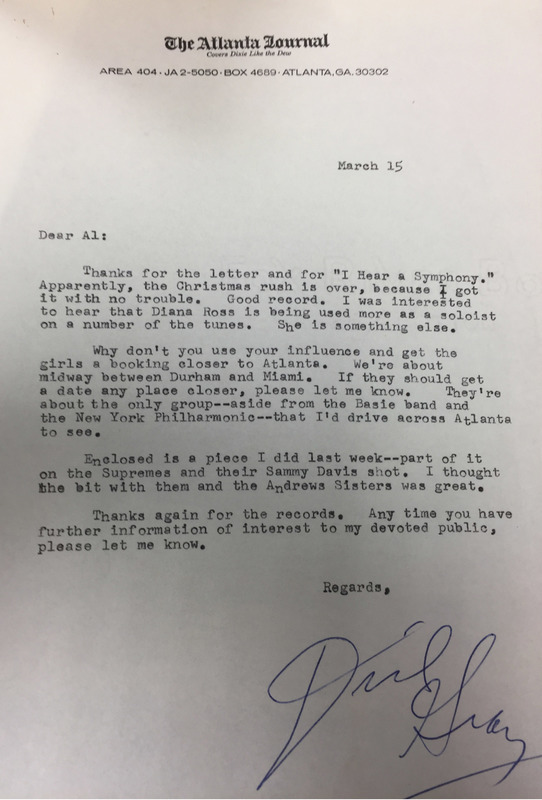 The Atlanta Journal
Covers Dixie Like the Dew
AREA 404 · JA 2-5050 · BOX 4689 · ATLANTA, GA. 30302
March 15
Dear Al:
Thanks for the letter and for "I Hear a Symphony."
Apparently, the Christmas rush is over, because I got
it with no trouble. Good record. I was interested
to hear that Diana Ross is being used more as a soloist
on a number of the tunes. She is something else.
Why don't you use your influence and get the
girls a booking closer to Atlanta. We're about
midway between Durham and Miami. If they should get
a date any place closer, please let me know. They're
about the only group--aside from the Basie band and
the New York Philharmonic--that I'd drive across Atlanta
to see.
Enclosed is a piece I did last week--part of it
on the Supremes and their Sammy Davis shot. I thought
the bit with them and the Andrews Sisters was great.
Thanks again for the records. Any time you have
further information of interest to my devoted public,
please let me know.
Regards,
Gray